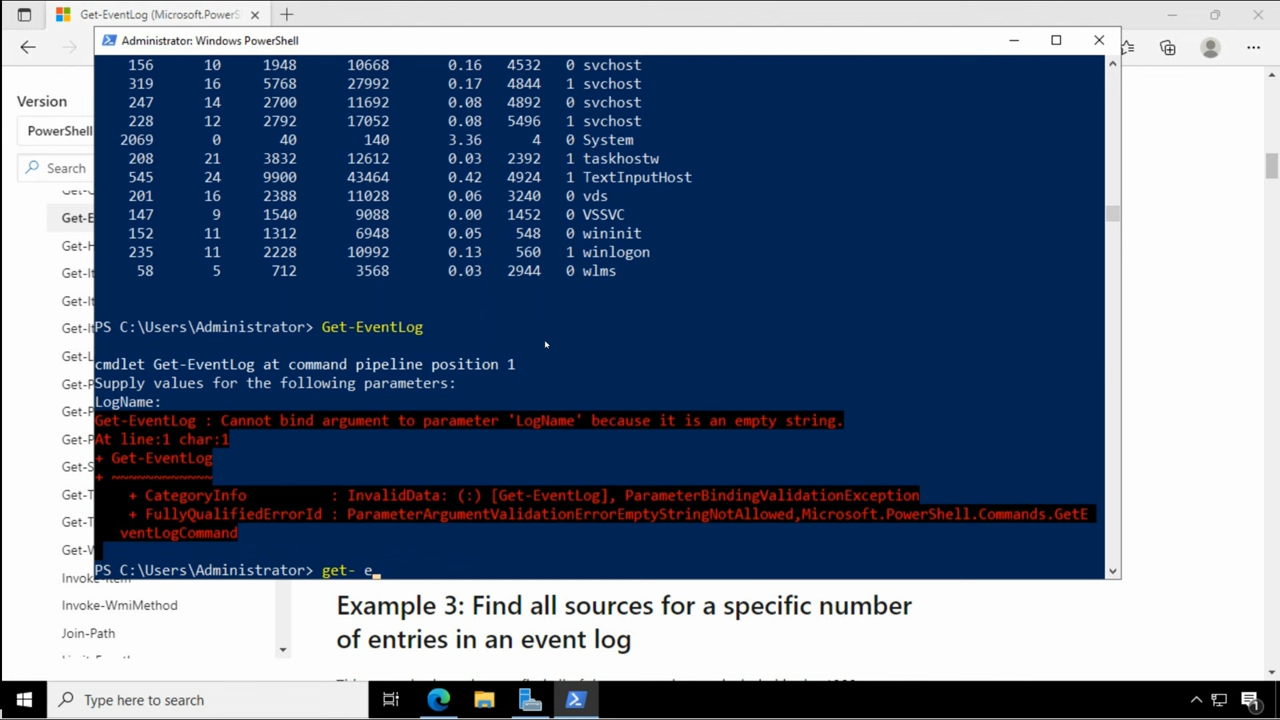 Get-EventLog (Microsoft.PowerS
Administrator: Windows PowerShell
Version
PowerShell
Search
Get-E
Get-H
Get-It
Get-It
Get-It
Get-L
Get-P
Get-P
Get-P
Get-S
Get-T
Get-T
Get-W
Invoke-Item
Invoke-WmiMethod
Join-Path
156 10 1948 10668 0.16 4532 0 svchost
319 16 5768 27992 0.17 4844 1 svchost
247 14 2700 11692 0.08 4892 0 svchost
228 12 2792 17052 0.08 5496 1 svchost
2069 0 40 140 3.36 4 0 System
208 21 3832 12612 0.03 2392 1 taskhostw
545 24 9900 43464 0.42 4924 1 TextInputHost
201 16 2388 11028 0.06 3240 0 vds
147 9 1540 9088 0.00 1452 0 VSSVC
152 11 1312 6948 0.05 548 0 wininit
235 11 2228 10992 0.13 560 1 winlogon
58 5 712 3568 0.03 2944 0 wlms
PS C:\Users\Administrator> Get-EventLog
cmdlet Get-EventLog at command pipeline position 1
Supply values for the following parameters:
LogName:
Get-EventLog : Cannot bind argument to parameter 'LogName' because it is an empty string.
At line:1 char:1
+ Get-EventLog
+ ~~~~~~~~~~~~
+ CategoryInfo : InvalidData: (:) [Get-EventLog], ParameterBindingValidationException
+ FullyQualifiedErrorId : ParameterArgumentValidationErrorEmptyStringNotAllowed,Microsoft.PowerShell.Commands.GetE
ventLogCommand
PS C:\Users\Administrator> get- e_
Example 3: Find all sources for a specific number
of entries in an event log
Type here to search
1